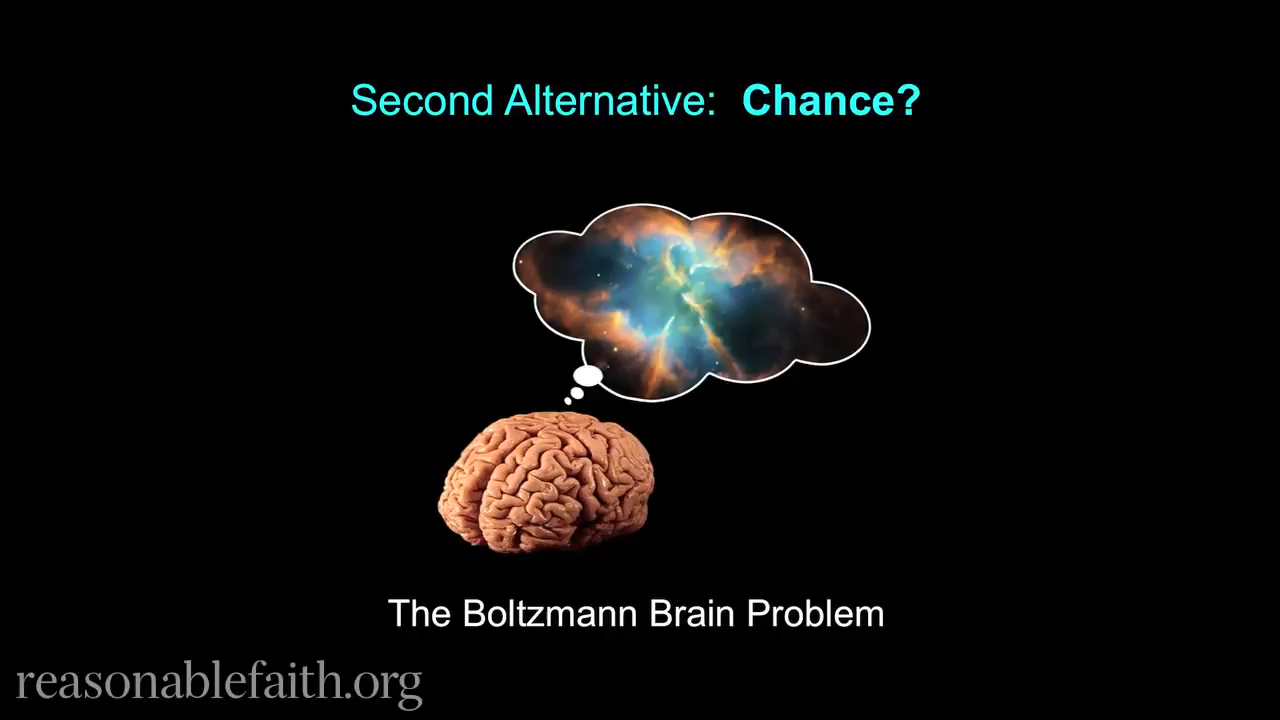 Second Alternative: Chance?
The Boltzmann Brain Problem
reasonablefaith.org